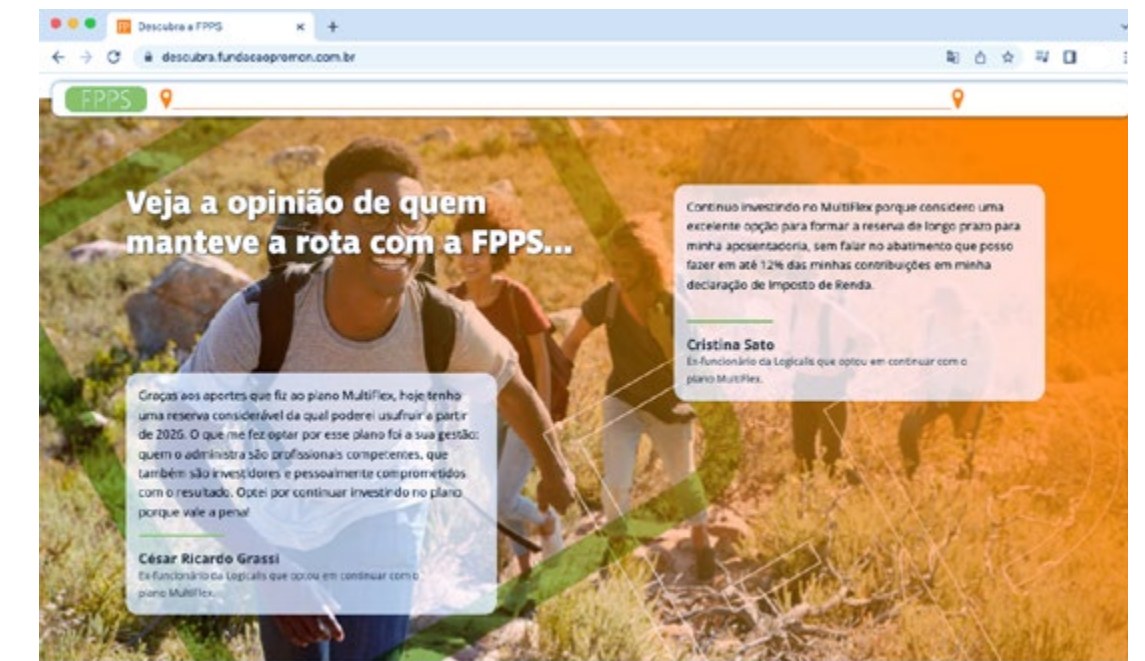 Descubra a FPPS
descubra.fundacaopromon.com.br
FPPS
Veja a opinião de quem
manteve a rota com a FPPS...
Continuo investindo no MultiFlex porque considero uma
excelente opção para formar a reserva de longo prazo para
minha aposentadoria, sem falar no abatimento que posso
fazer em até 12% das minhas contribuições em minha
declaração de Imposto de Renda.
Cristina Sato
Ex-funcionário da Logicalis que optou em continuar com o
plano MultiFlex.
Graças aos aportes que fiz ao plano MultiFlex, hoje tenho
uma reserva considerável da qual poderei usufruir a partir
de 2026. O que me fez optar por esse plano foi a sua gestão:
quem o administra são profissionais competentes, que
também são investidores e pessoalmente comprometidos
com o resultado. Optei por continuar investindo no plano
porque vale a pena!
César Ricardo Grassi
Ex-funcionário da Logicalis que optou em continuar com o
plano MultiFlex.